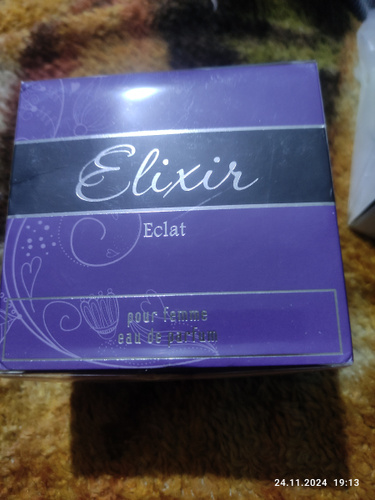 Elixir
Eclat
pour femme
eau de parfum
24.11.2024 19:13